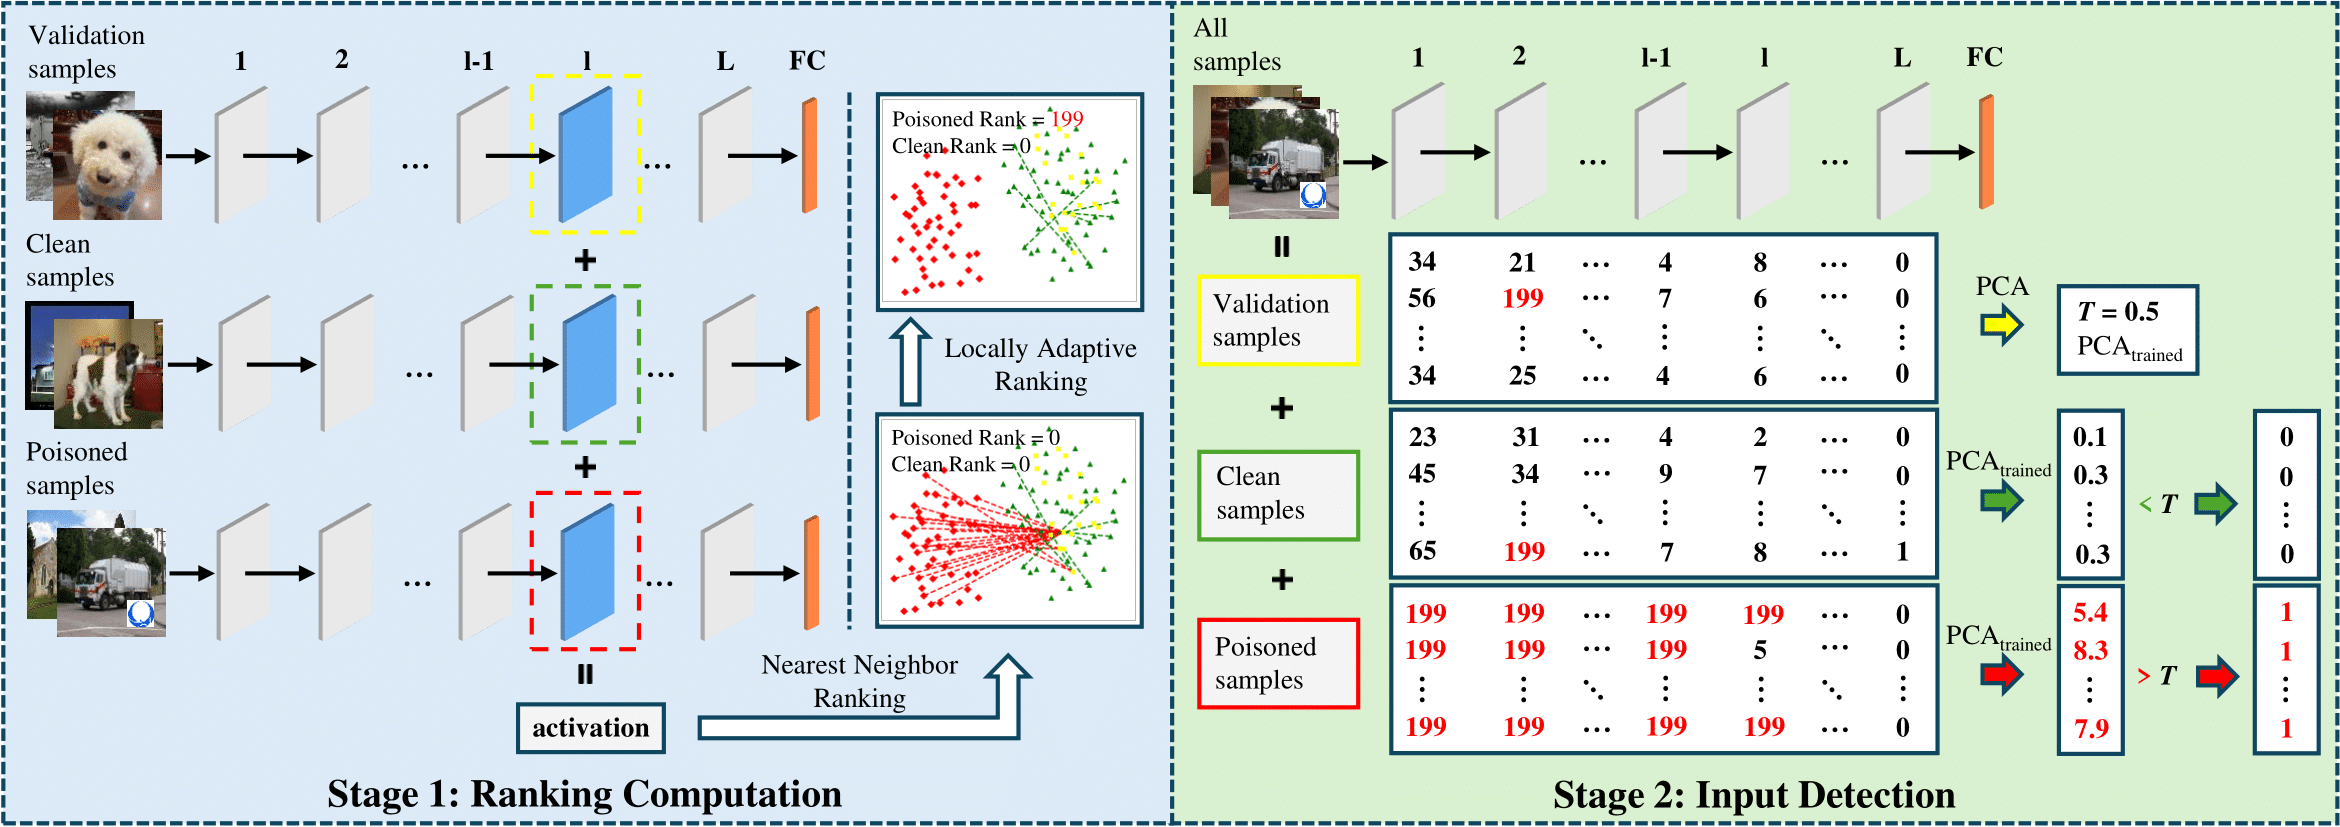 Validation
samples
1 2 l-1 l L FC
... ...
+
Clean
samples
... ...
+
Poisoned
samples
... ...
=
activation
Nearest Neighbor
Ranking
Poisoned Rank = 0
Clean Rank = 0
Locally Adaptive
Ranking
Poisoned Rank = 199
Clean Rank = 0
Stage 1: Ranking Computation
All
samples
1 2 l-1 l L FC
... ...
=
Validation
samples
34 21 ... 4 8 ... 0
56 199 ... 7 6 ... 0
⋮ ⋮ ⋱ ⋮ ⋮ ⋱ ⋮
34 25 ... 4 6 ... 0
PCA
T = 0.5
PCAtrained
+
Clean
samples
23 31 ... 4 2 ... 0
45 34 ... 9 7 ... 0
⋮ ⋮ ⋱ ⋮ ⋮ ⋱ ⋮
65 199 ... 7 8 ... 1
PCAtrained
0.1
0.3
⋮
0.3
< T
0
0
⋮
0
+
Poisoned
samples
199 199 ... 199 199 ... 0
199 199 ... 199 5 ... 0
⋮ ⋮ ⋱ ⋮ ⋮ ⋱ ⋮
199 199 ... 199 199 ... 0
PCAtrained
5.4
8.3
⋮
7.9
> T
1
1
⋮
1
Stage 2: Input Detection